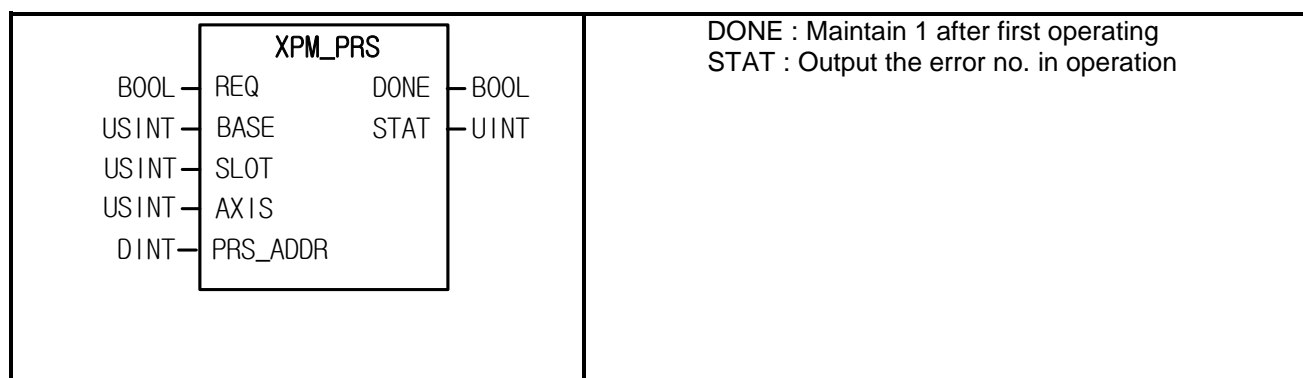 XPM_PRS
BOOL REQ DONE BOOL
USINT BASE STAT UINT
USINT SLOT
USINT AXIS
DINT PRS_ADDR
DONE : Maintain 1 after first operating
STAT : Output the error no. in operation